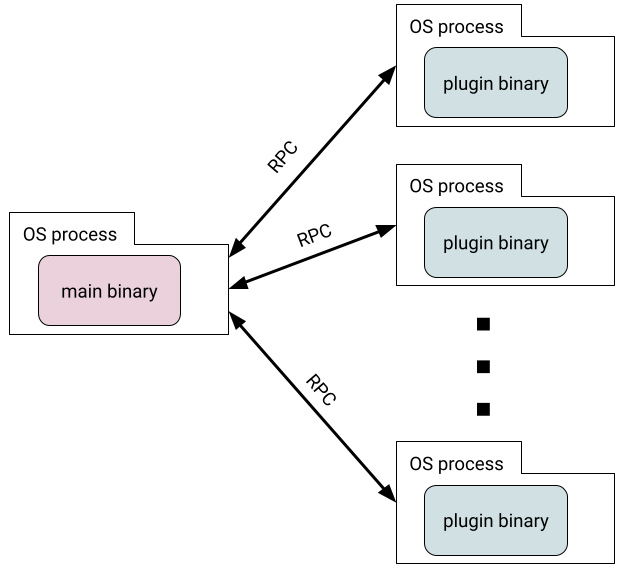 OS process
plugin binary
RPC
OS process
plugin binary
RPC
OS process
main binary
RPC
OS process
plugin binary